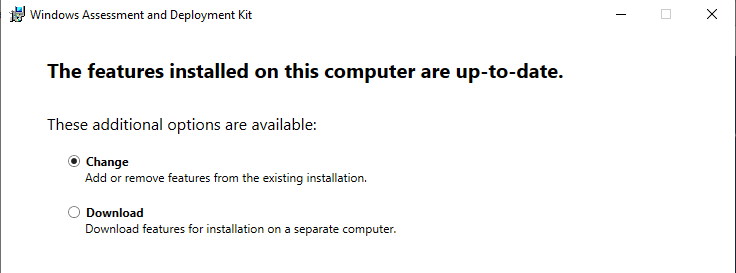 Windows Assessment and Deployment Kit
The features installed on this computer are up-to-date.
These additional options are available:
Change
Add or remove features from the existing installation.
Download
Download features for installation on a separate computer.